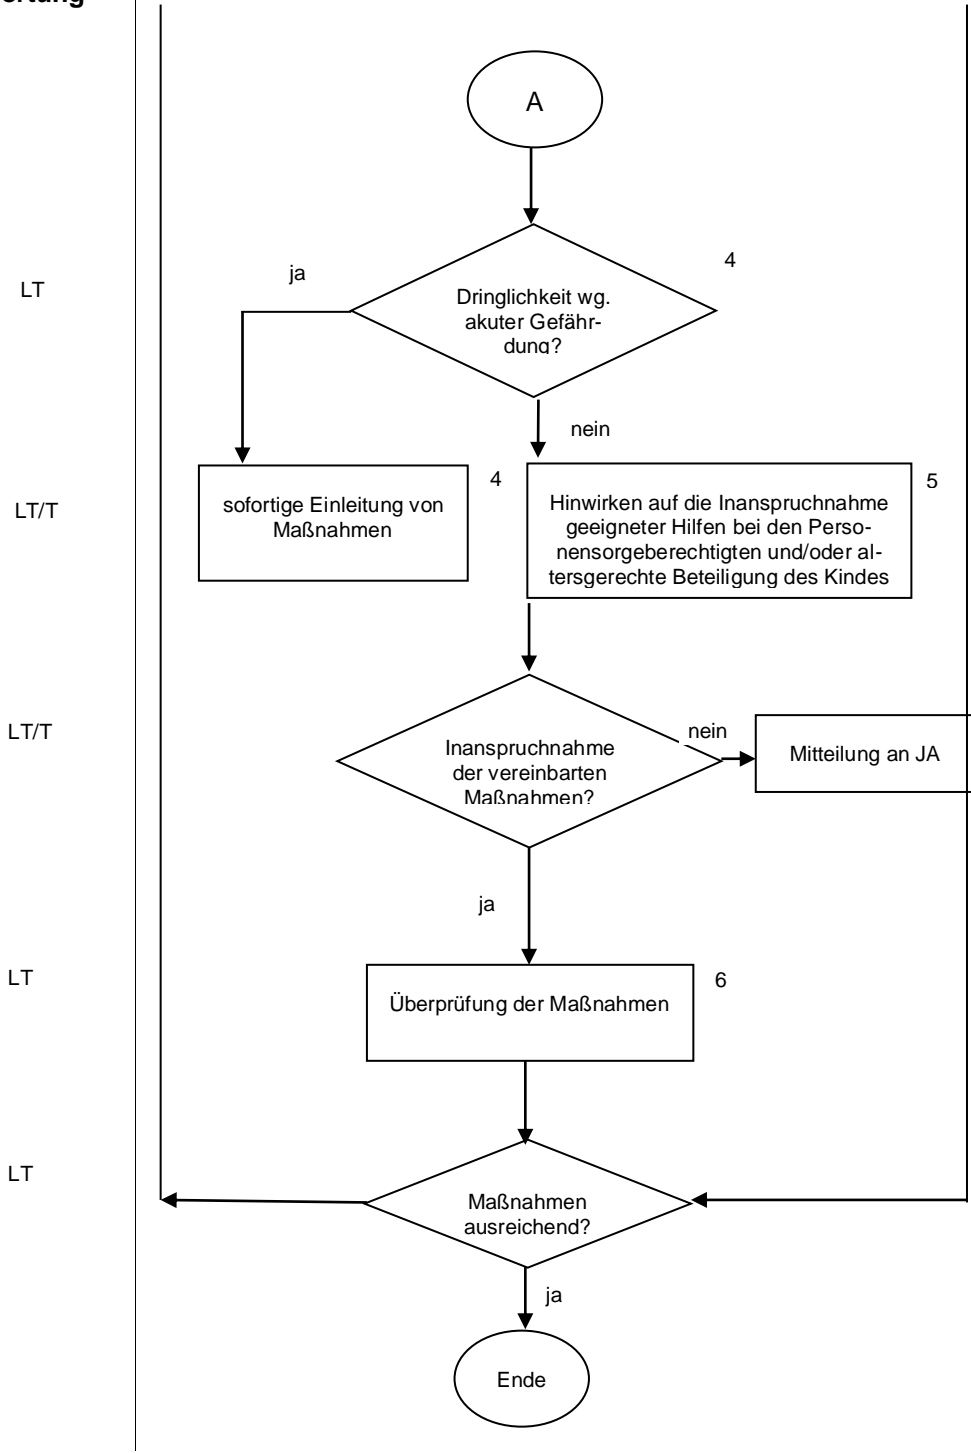 A
ja
4
LT
Dringlichkeit wg.
akuter Gefähr-
dung?
nein
LT/T
sofortige Einleitung von
Maßnahmen
4
Hinwirken auf die Inanspruchnahme
geeigneter Hilfen bei den Perso-
nensorgeberechtigten und/oder al-
tersgerechte Beteiligung des Kindes
5
LT/T
Inanspruchnahme
der vereinbarten
Maßnahmen?
nein
Mitteilung an JA
ja
LT
Überprüfung der Maßnahmen
6
LT
Maßnahmen
ausreichend?
ja
Ende